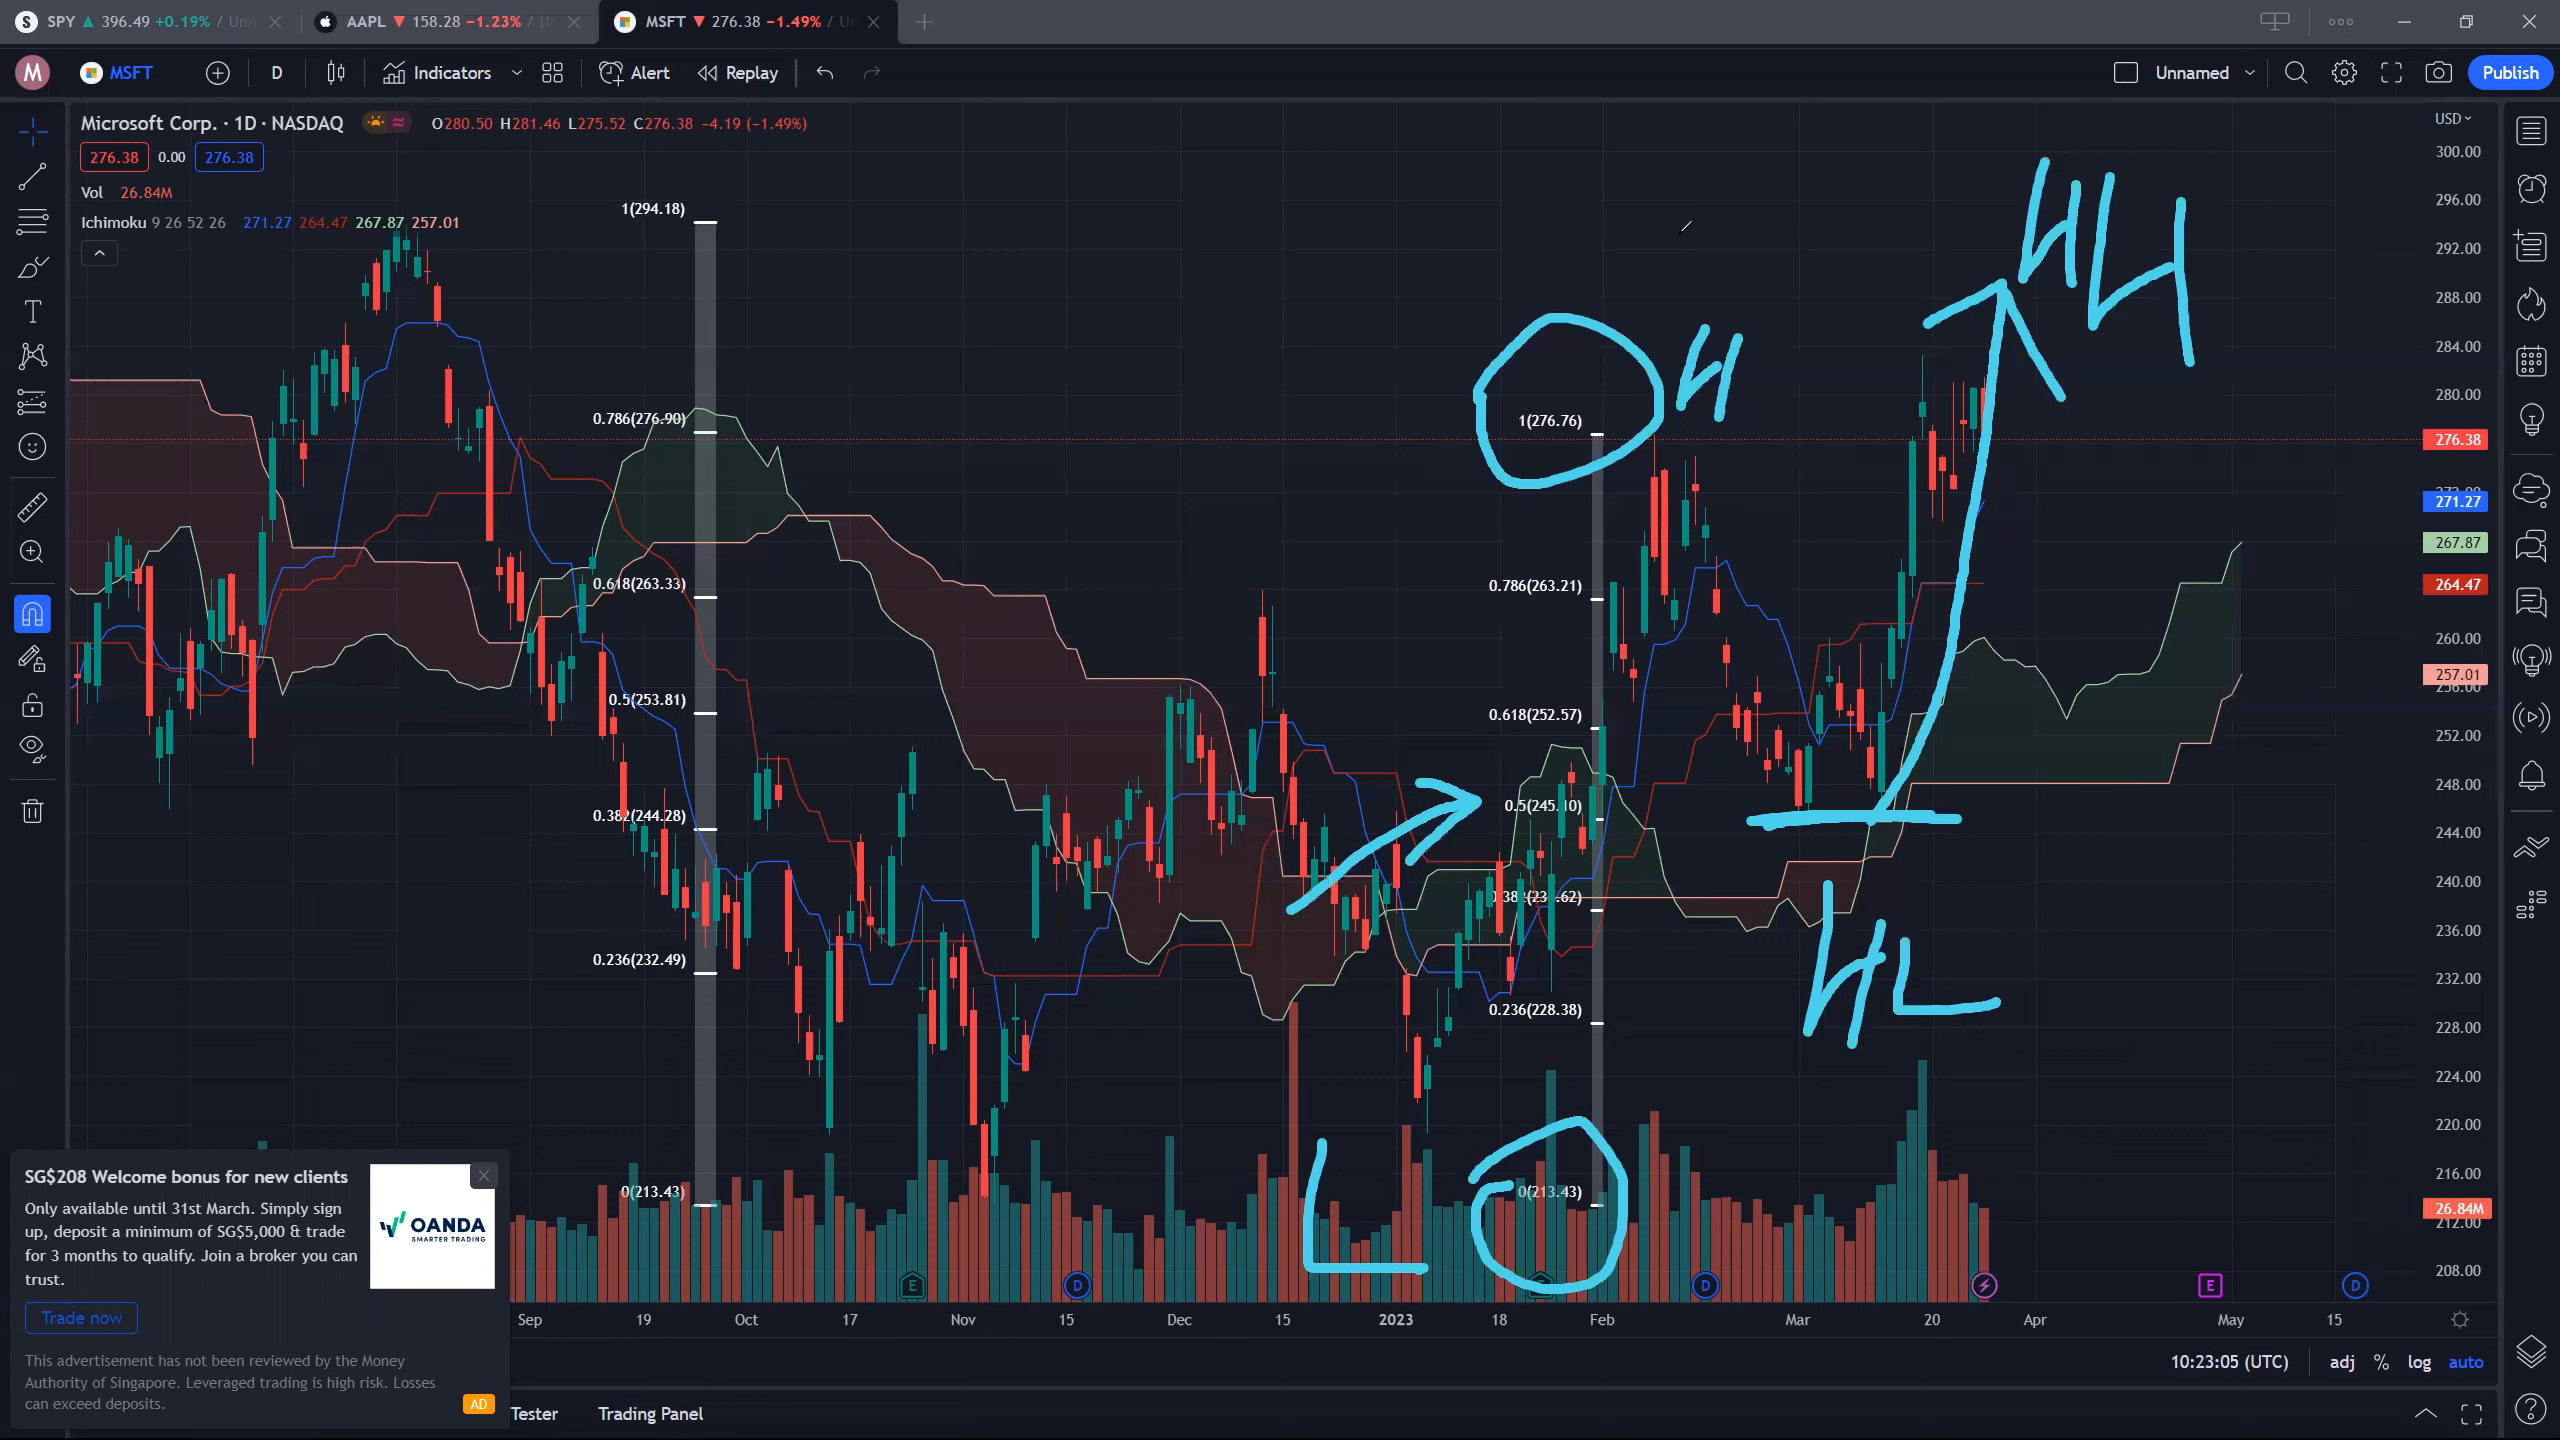 S SPY ▲ 396.49 +0.19% / Unn
AAPL ▼ 158.28 −1.23% / U
MSFT ▼ 276.38 −1.49% / Un
M MSFT D Indicators Alert Replay Unnamed Publish
Microsoft Corp. · 1D · NASDAQ O280.50 H281.46 L275.52 C276.38 −4.19 (−1.49%)
276.38 0.00 276.38
Vol 26.84M
Ichimoku 9 26 52 26 271.27 264.47 267.87 257.01
1(294.18)
0.786(276.90)
0.618(263.33)
0.5(253.81)
0.382(244.28)
0.236(232.49)
0(213.43)
1(276.76)
0.786(263.21)
0.618(252.57)
0.5(245.10)
0.236(228.38)
0(213.43)
H
HH
HL
L
USD
300.00
296.00
292.00
288.00
284.00
280.00
276.38
271.27
267.87
264.47
260.00
257.01
256.00
252.00
248.00
244.00
240.00
236.00
232.00
228.00
224.00
220.00
216.00
26.84M
212.00
208.00
E D E D E D
Sep 19 Oct 17 Nov 15 Dec 15 2023 18 Feb Mar 20 Apr May 15
SG$208 Welcome bonus for new clients
Only available until 31st March. Simply sign
up, deposit a minimum of SG$5,000 & trade
for 3 months to qualify. Join a broker you can
trust.
OANDA
SMARTER TRADING
Trade now
This advertisement has not been reviewed by the Money
Authority of Singapore. Leveraged trading is high risk. Losses
can exceed deposits.
AD
10:23:05 (UTC) adj % log auto
Tester Trading Panel